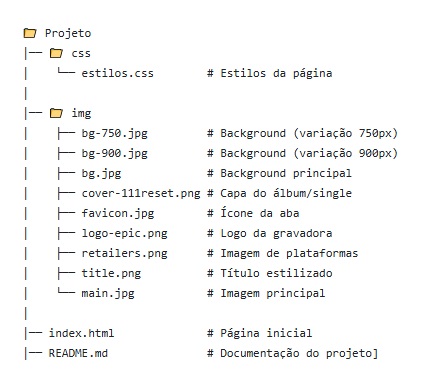 📂 Projeto
|── 📂 css
|    └── estilos.css        # Estilos da página
|
|── 📂 img
|    ├── bg-750.jpg         # Background (variação 750px)
|    ├── bg-900.jpg         # Background (variação 900px)
|    ├── bg.jpg             # Background principal
|    ├── cover-111reset.png # Capa do álbum/single
|    ├── favicon.jpg        # Ícone da aba
|    ├── logo-epic.png      # Logo da gravadora
|    ├── retailers.png      # Imagem de plataformas
|    ├── title.png          # Título estilizado
|    └── main.jpg           # Imagem principal
|
|── index.html              # Página inicial
|── README.md               # Documentação do projeto]